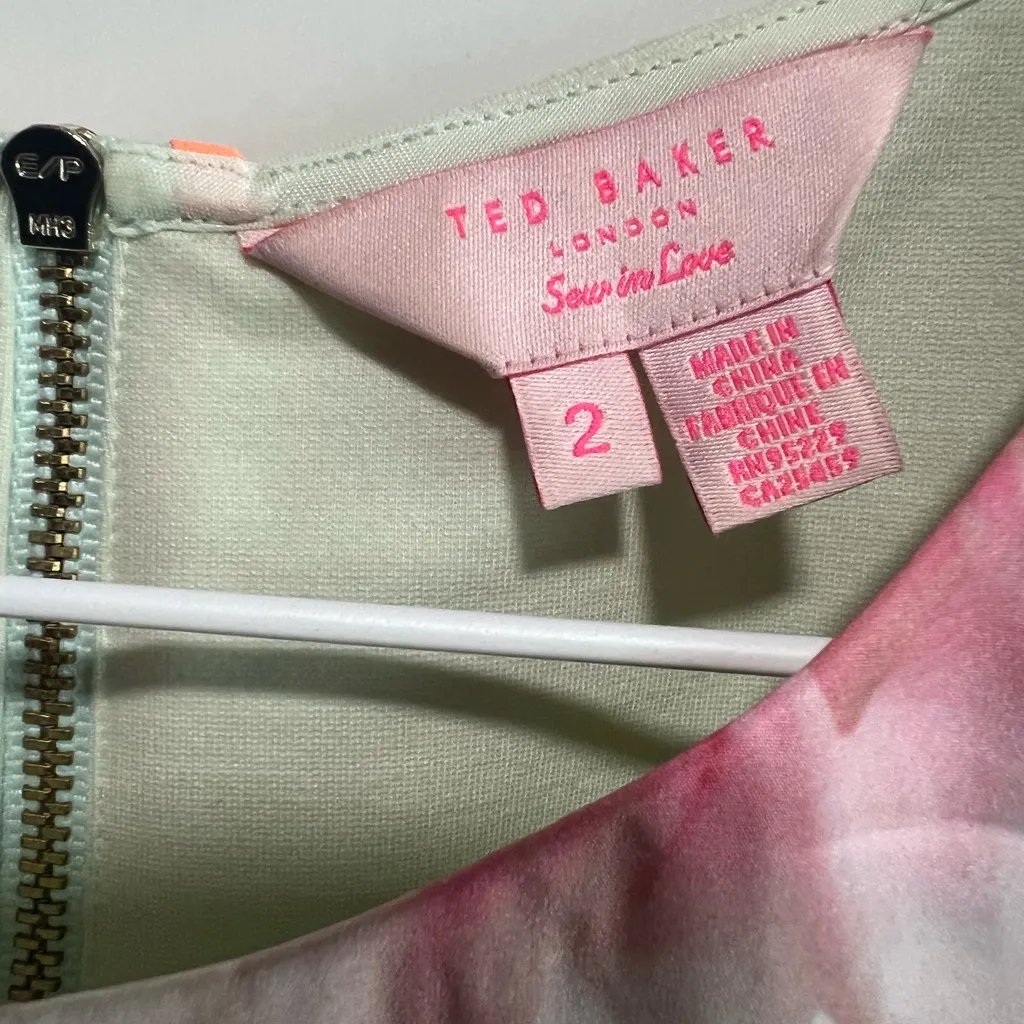 E/P
MH3
TED BAKER
LONDON
Sew in Love
2
MADE IN
CHINA
FABRIQUE EN
CHINE
RN95229
CA25459